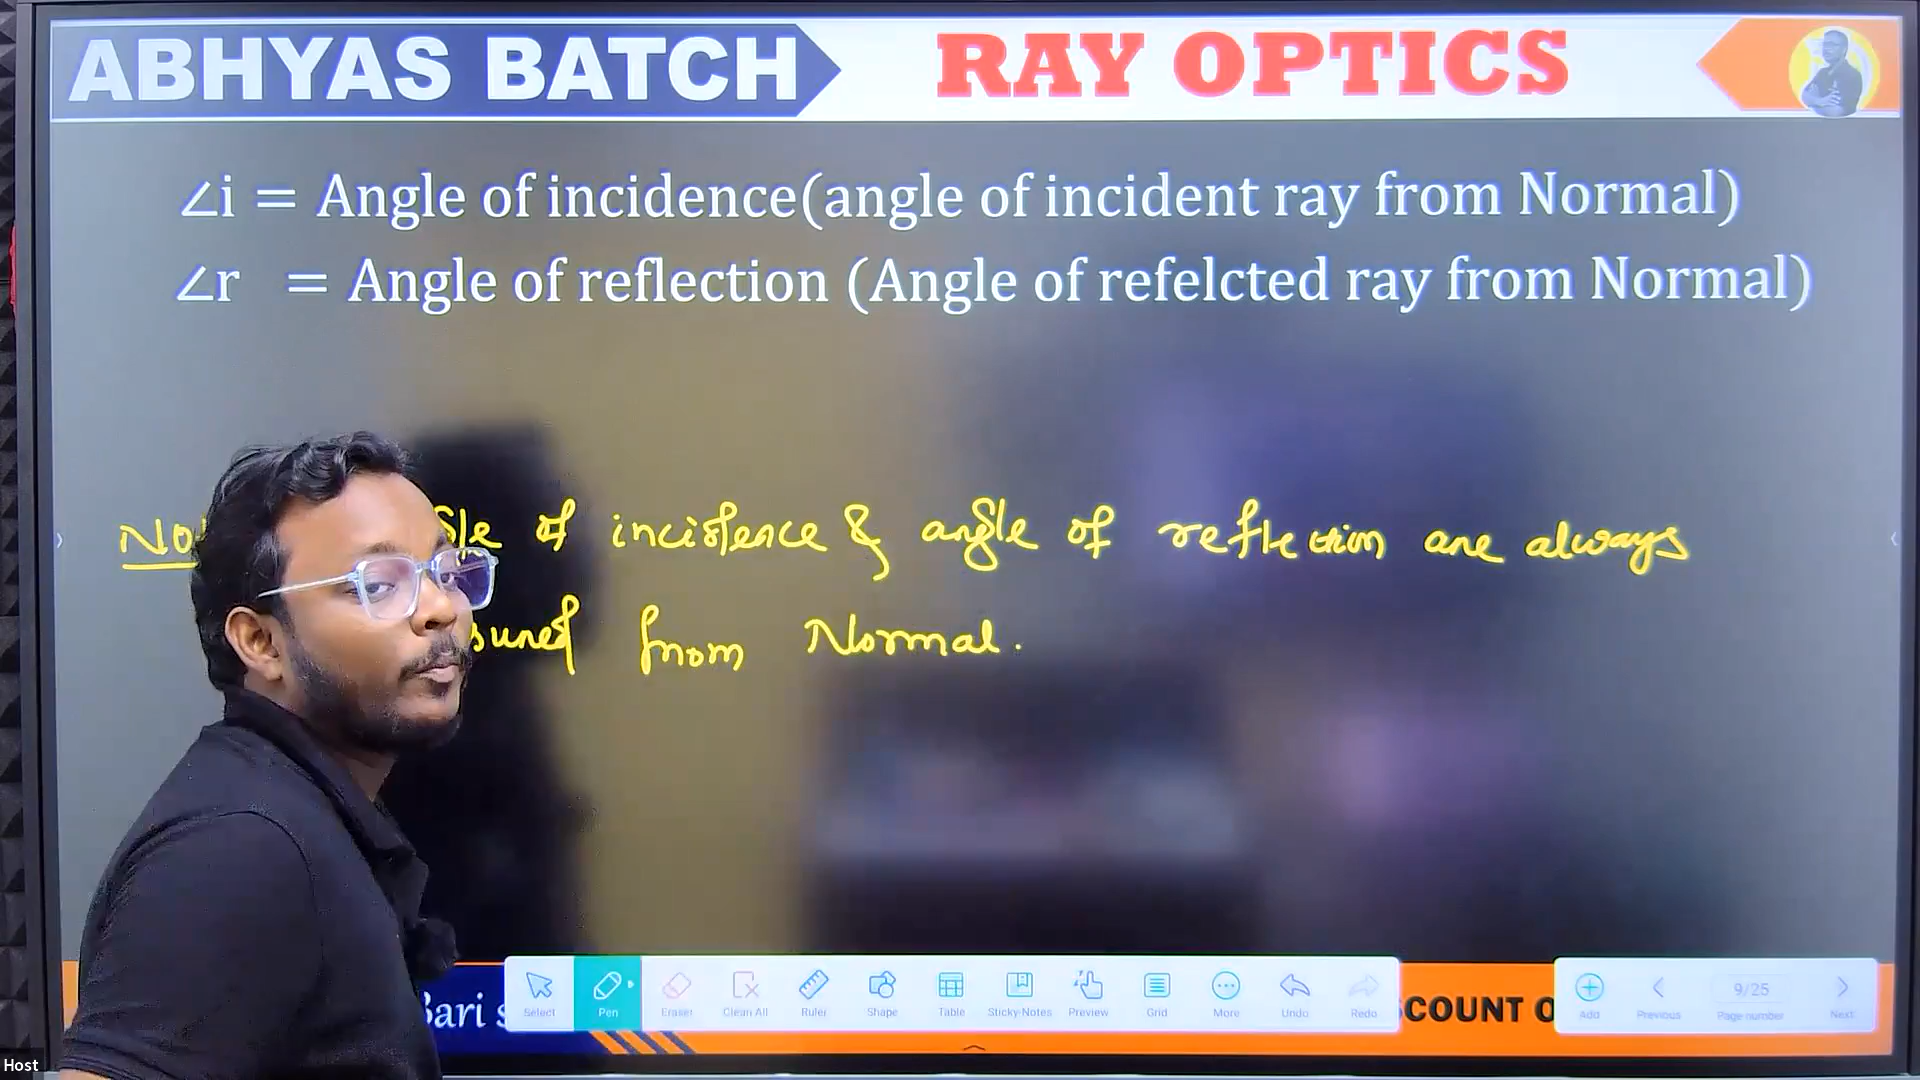 ABHYAS BATCH
RAY OPTICS
∠i = Angle of incidence(angle of incident ray from Normal)
∠r = Angle of reflection (Angle of refelcted ray from Normal)
of incidence & angle of reflection are always
from Normal.
Bari
Select
Pen
Eraser
Clean All
Ruler
Shape
Table
Sticky-Notes
Preview
Grid
More
Undo
Redo
Add
Previous
9/25
Page number
Next
Host